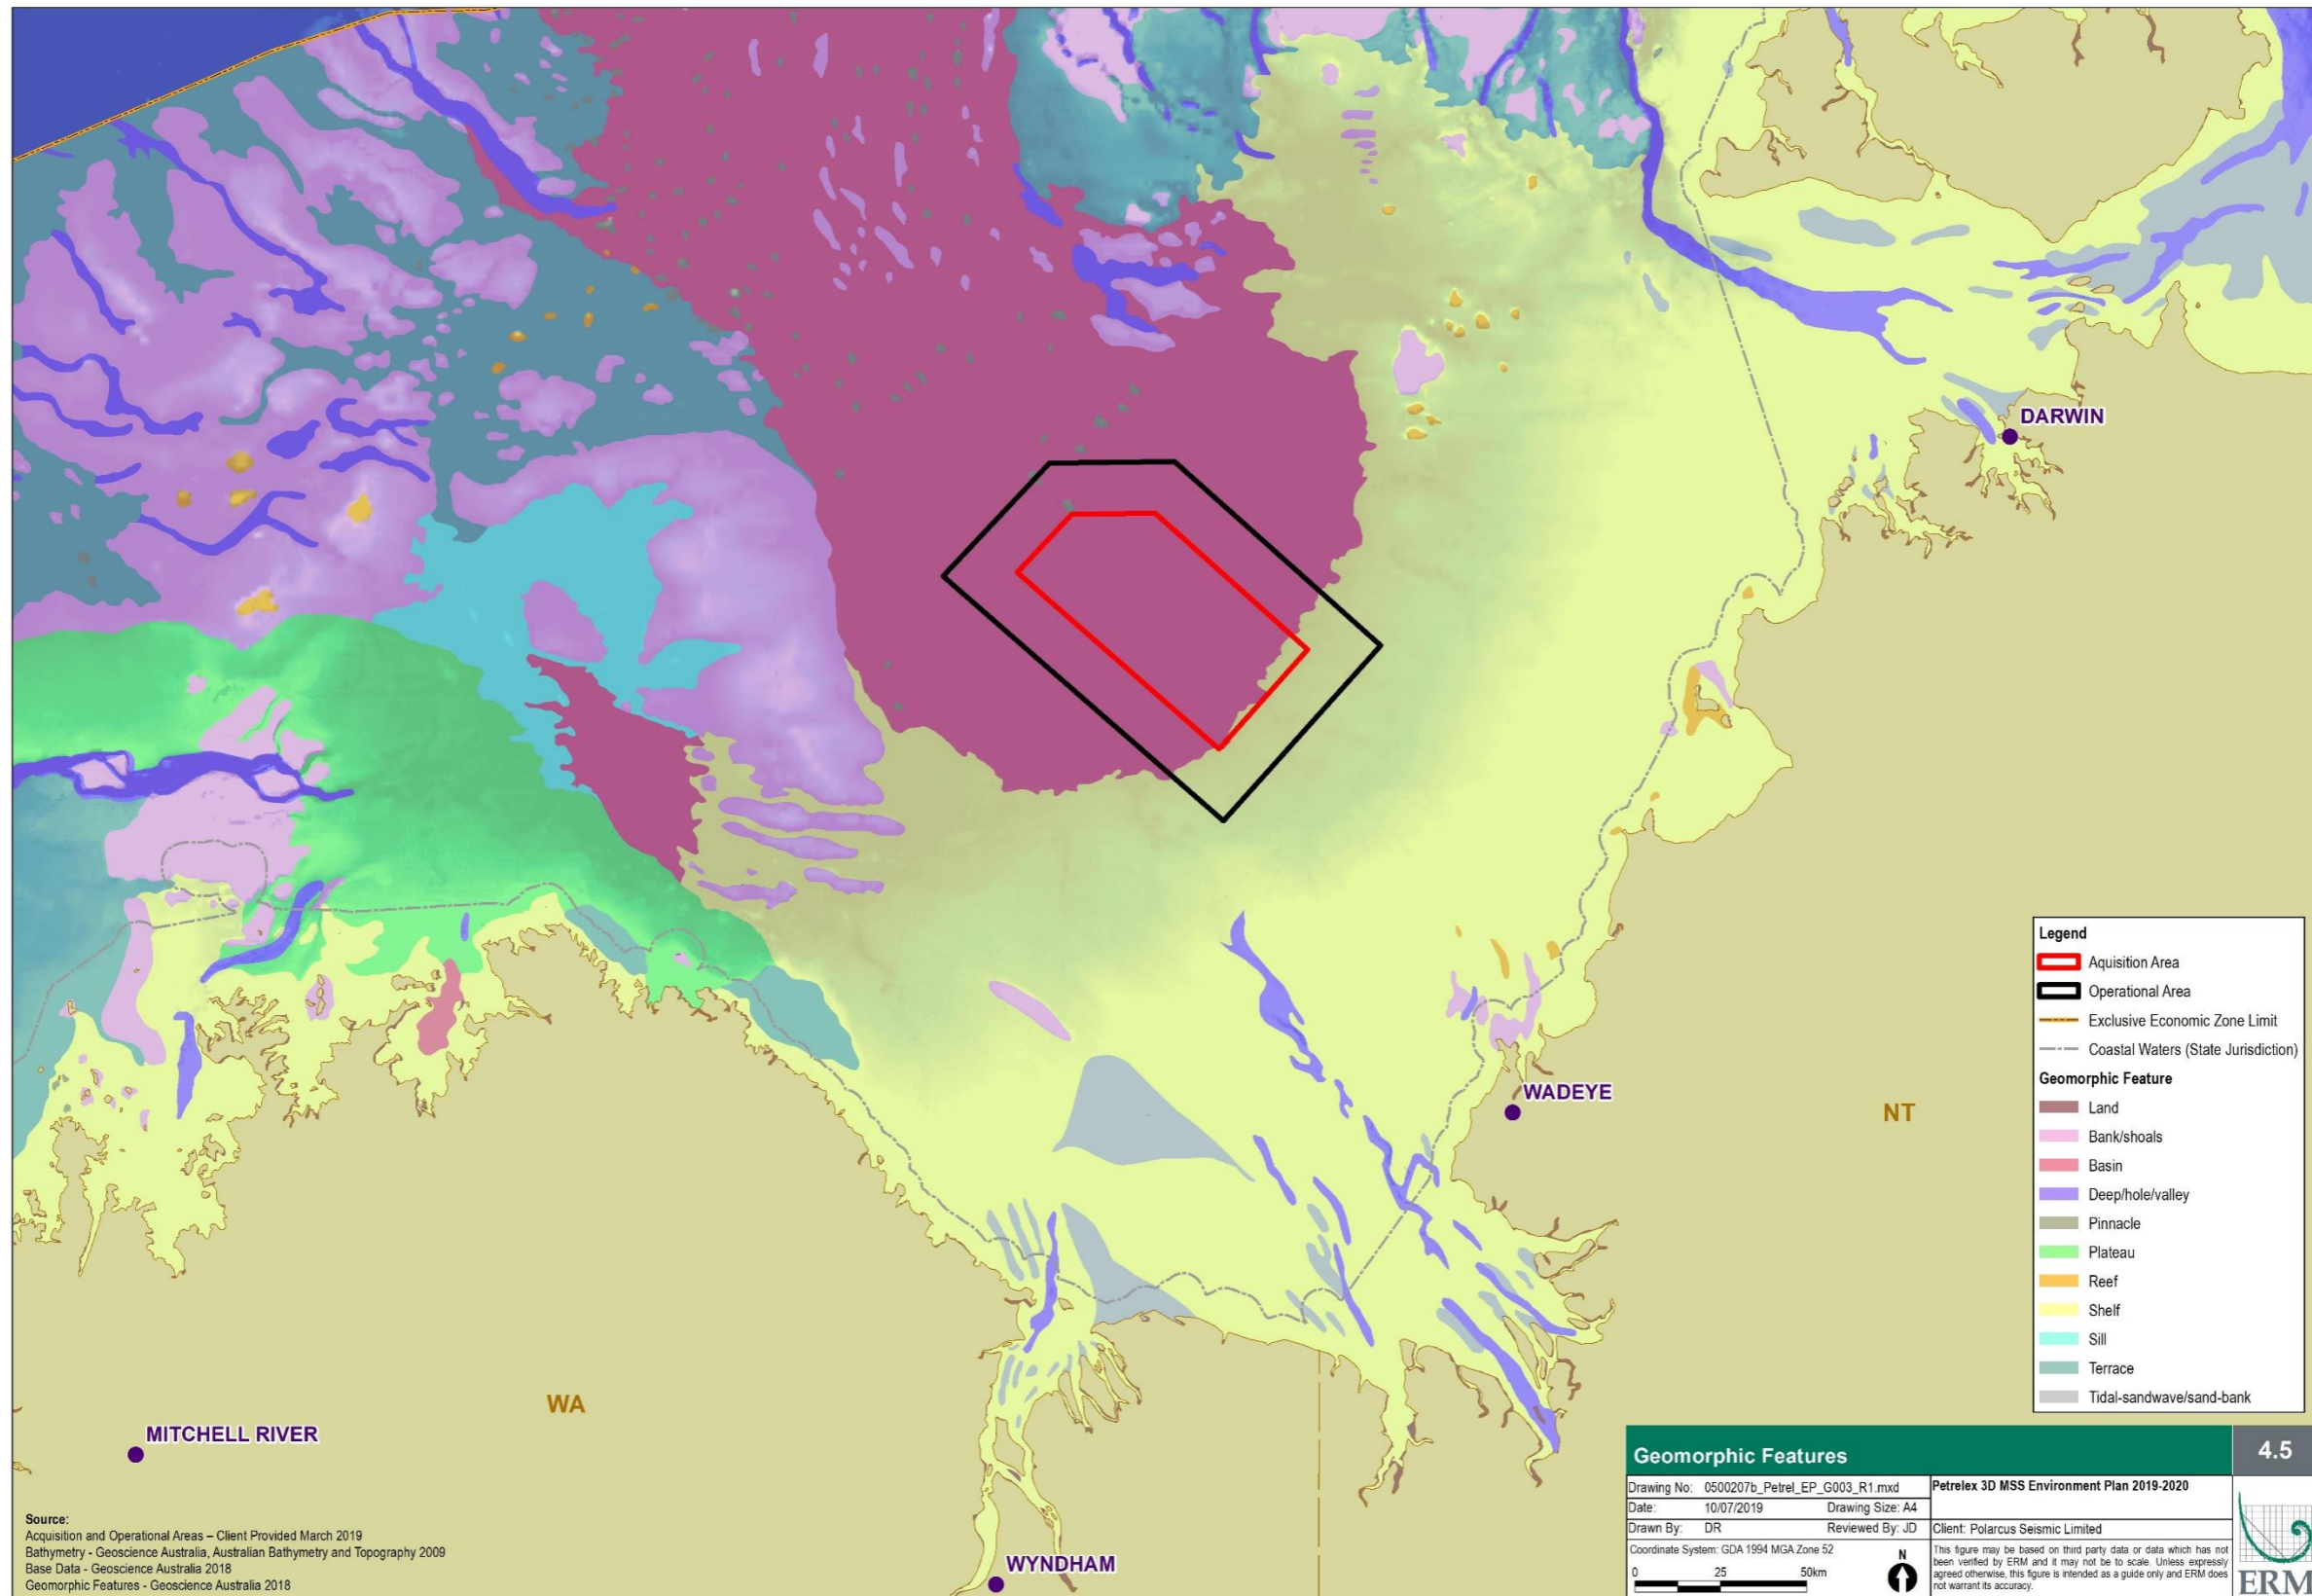 DARWIN
WADEYE
NT
WA
MITCHELL RIVER
WYNDHAM
Legend
Aquisition Area
Operational Area
Exclusive Economic Zone Limit
Coastal Waters (State Jurisdiction)
Geomorphic Feature
Land
Bank/shoals
Basin
Deep/hole/valley
Pinnacle
Plateau
Reef
Shelf
Sill
Terrace
Tidal-sandwave/sand-bank
Source:
Acquisition and Operational Areas – Client Provided March 2019
Bathymetry - Geoscience Australia, Australian Bathymetry and Topography 2009
Base Data - Geoscience Australia 2018
Geomorphic Features - Geoscience Australia 2018
Geomorphic Features 4.5
Drawing No: 0500207b_Petrel_EP_G003_R1.mxd
Date: 10/07/2019 Drawing Size: A4
Drawn By: DR Reviewed By: JD
Coordinate System: GDA 1994 MGA Zone 52
0 25 50km
N
Petrelex 3D MSS Environment Plan 2019-2020
Client: Polarcus Seismic Limited
This figure may be based on third party data or data which has not
been verified by ERM and it may not be to scale. Unless expressly
agreed otherwise, this figure is intended as a guide only and ERM does
not warrant its accuracy.
ERM